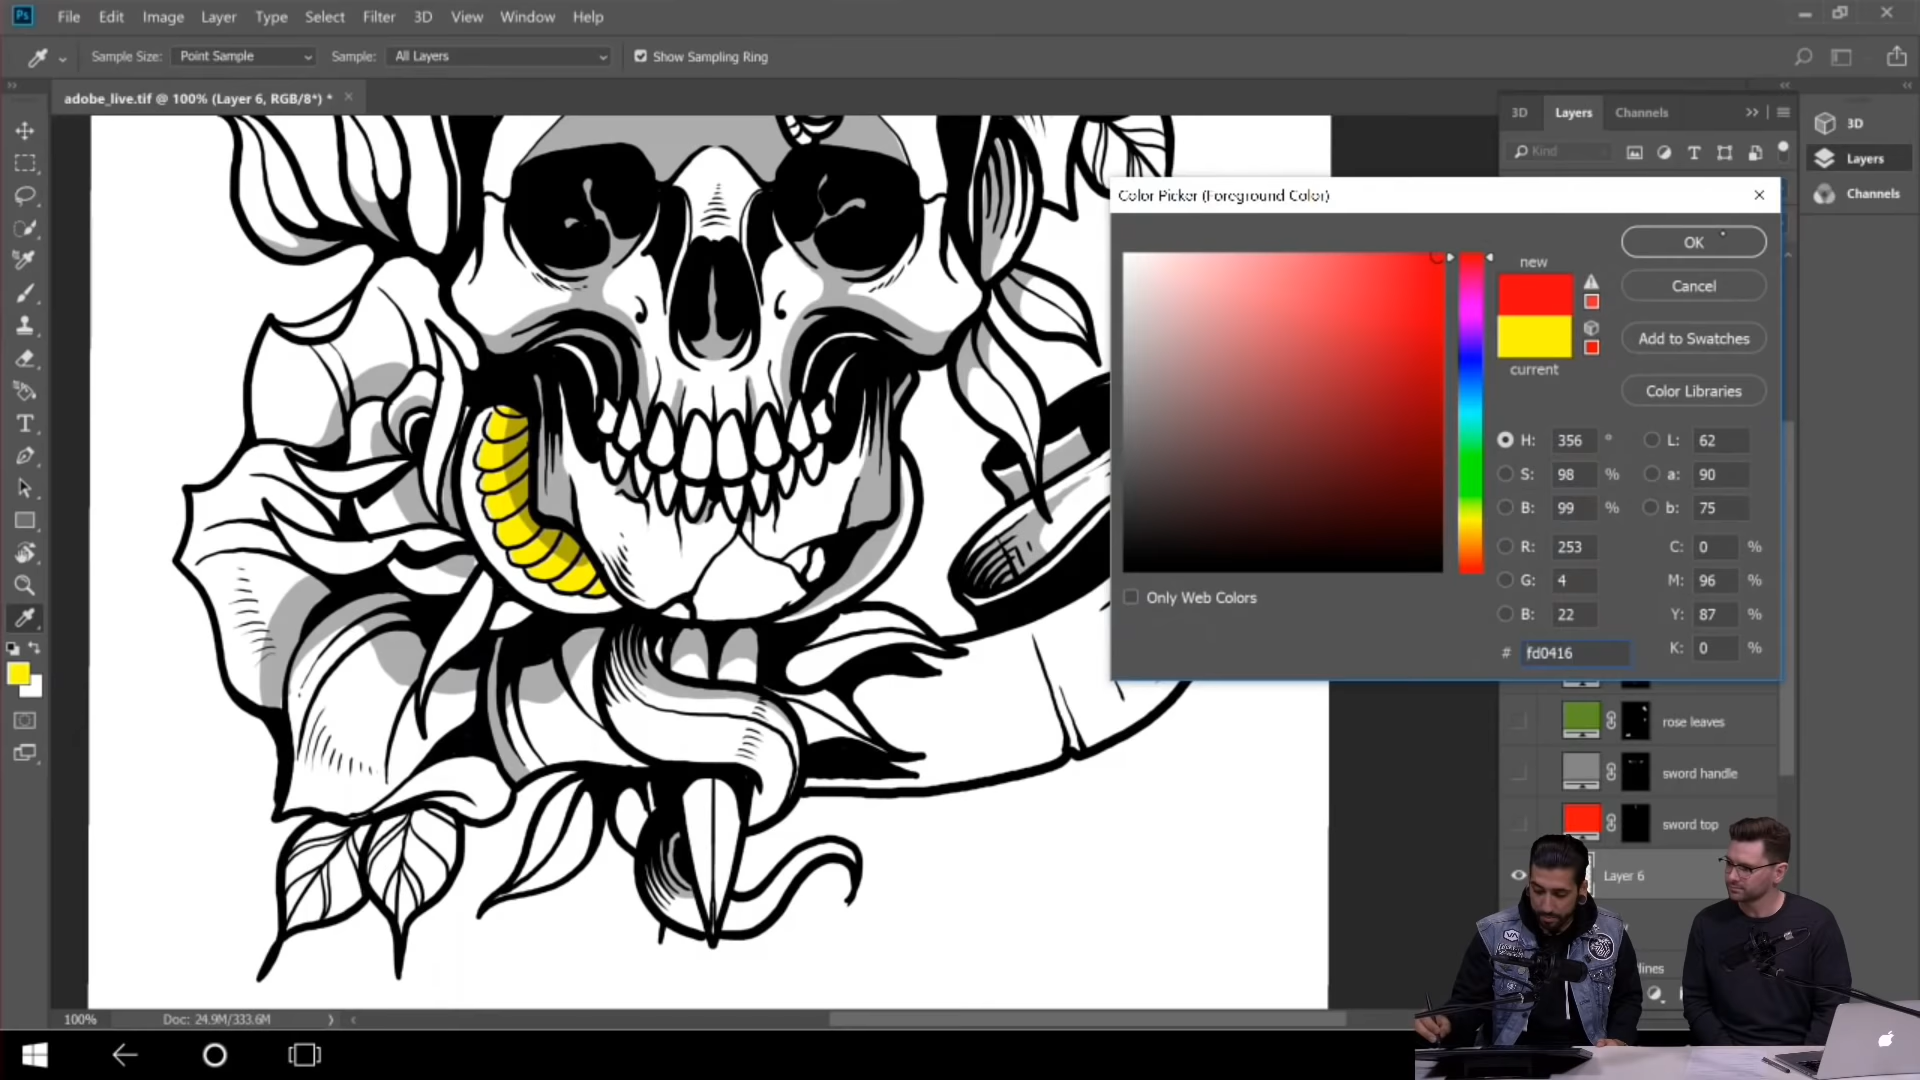 Ps File Edit Image Layer Type Select Filter 3D View Window Help
Sample Size: Point Sample Sample: All Layers Show Sampling Ring
adobe_live.tif @ 100% (Layer 6, RGB/8*) *
3D Layers Channels
Kind
3D
Layers
Channels
Color Picker (Foreground Color)
OK
new
Cancel
Add to Swatches
current
Color Libraries
H: 356 ° L: 62
S: 98 % a: 90
B: 99 % b: 75
R: 253 C: 0 %
G: 4 M: 96 %
B: 22 Y: 87 %
# fd0416 K: 0 %
Only Web Colors
rose leaves
sword handle
sword top
Layer 6
lines
100% Doc: 24.9M/333.6M